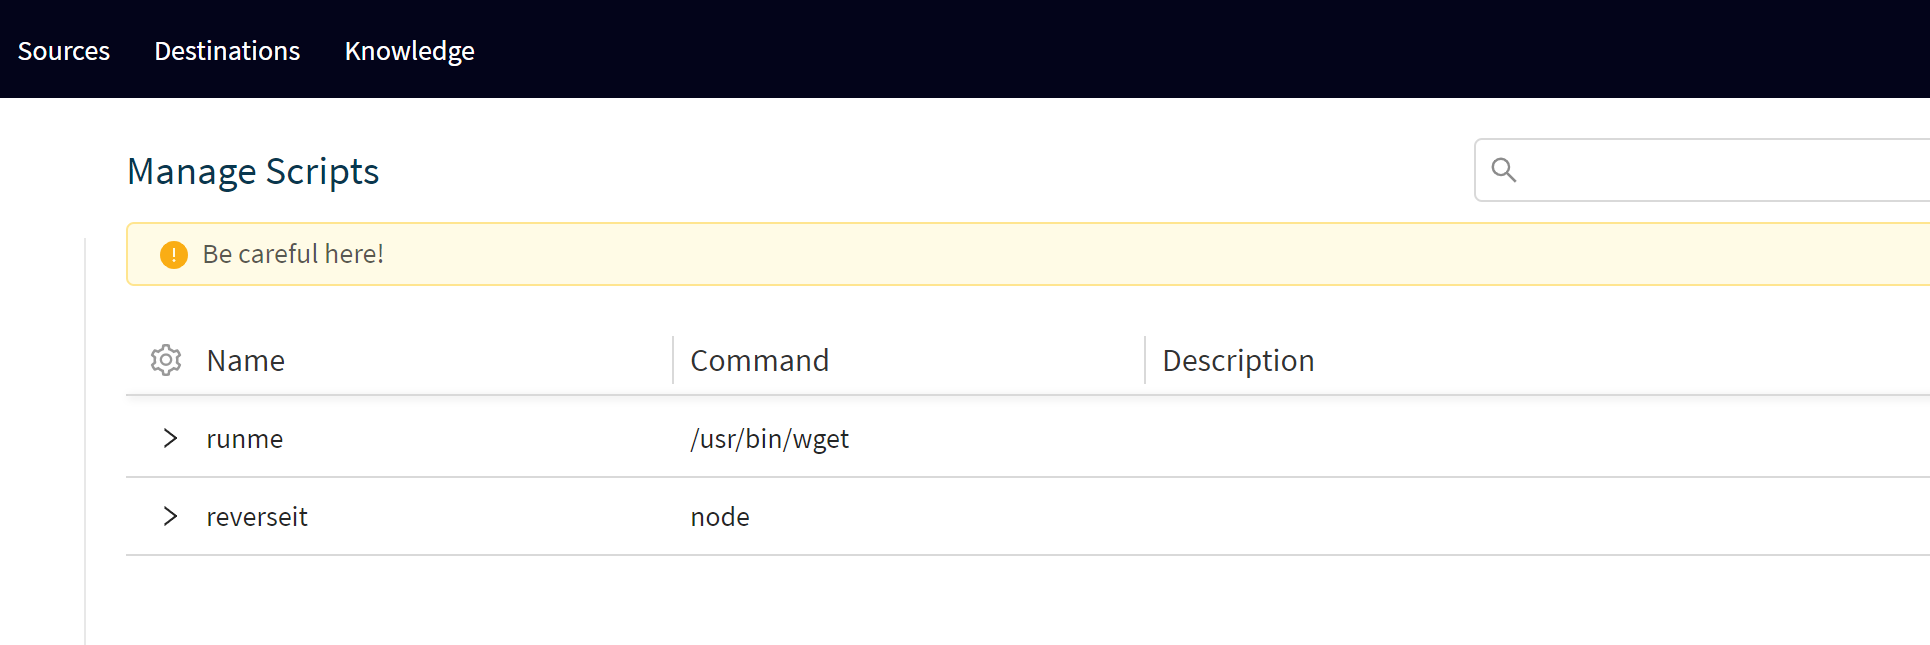 Sources Destinations Knowledge
Manage Scripts
Be careful here!
Name Command Description
runme /usr/bin/wget
reverseit node